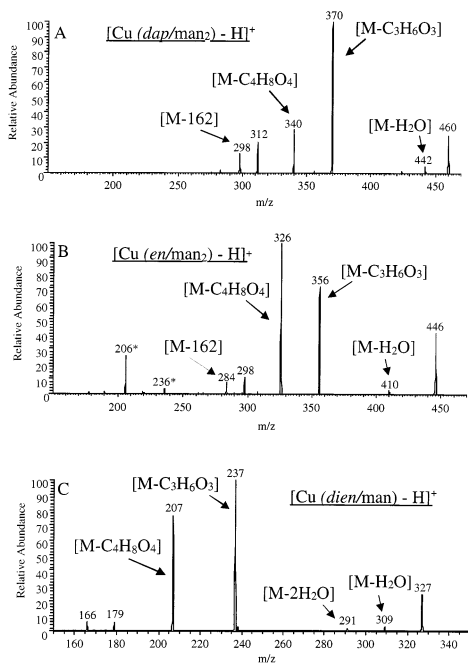 A
[Cu (dap/man₂) - H]⁺
370
[M-C₃H₆O₃]
[M-C₄H₈O₄]
[M-162]
340
312
298
[M-H₂O]
460
442
Relative Abundance
100
90
80
70
60
50
40
30
20
10
0
200 250 300 350 400 450
m/z
B
[Cu (en/man₂) - H]⁺
326
[M-C₃H₆O₃]
[M-C₄H₈O₄]
356
446
206*
[M-162]
[M-H₂O]
236*
284
298
410
Relative Abundance
100
90
80
70
60
50
40
30
20
10
0
200 250 300 350 400 450
m/z
C
[M-C₃H₆O₃]
237
[Cu (dien/man) - H]⁺
207
[M-C₄H₈O₄]
[M-2H₂O]
[M-H₂O]
327
166
179
291
309
Relative Abundance
100
90
80
70
60
50
40
30
20
10
0
160 180 200 220 240 260 280 300 320 340
m/z